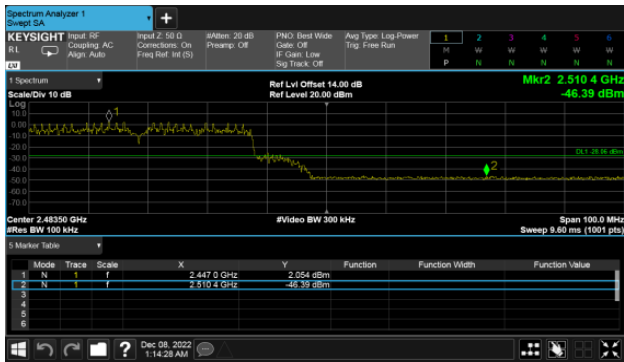 Spectrum Analyzer 1
Swept SA
+
KEYSIGHT Input: RF Input Z: 50 Ω #Atten: 20 dB PNO: Best Wide Avg Type: Log-Power 1 2 3 4 5 6
RL Coupling: AC Corrections: On Preamp: Off Gate: Off Trig: Free Run M W W W W W
Align: Auto Freq Ref: Int (S) IF Gain: Low P N N N N N
LXI Sig Track: Off
1 Spectrum Ref Lvl Offset 14.00 dB Mkr2 2.510 4 GHz
Scale/Div 10 dB Ref Level 20.00 dBm -46.39 dBm
Log
10.0
1
0.00
-10.0
-20.0
DL1 -28.06 dBm
-30.0
-40.0
2
-50.0
-60.0
-70.0
Center 2.48350 GHz #Video BW 300 kHz Span 100.0 MHz
#Res BW 100 kHz Sweep 9.60 ms (1001 pts)
5 Marker Table
Mode Trace Scale X Y Function Function Width Function Value
1 N 1 f 2.447 0 GHz 2.054 dBm
2 N 1 f 2.510 4 GHz -46.39 dBm
3
4
5
6
? Dec 08, 2022
1:14:28 AM